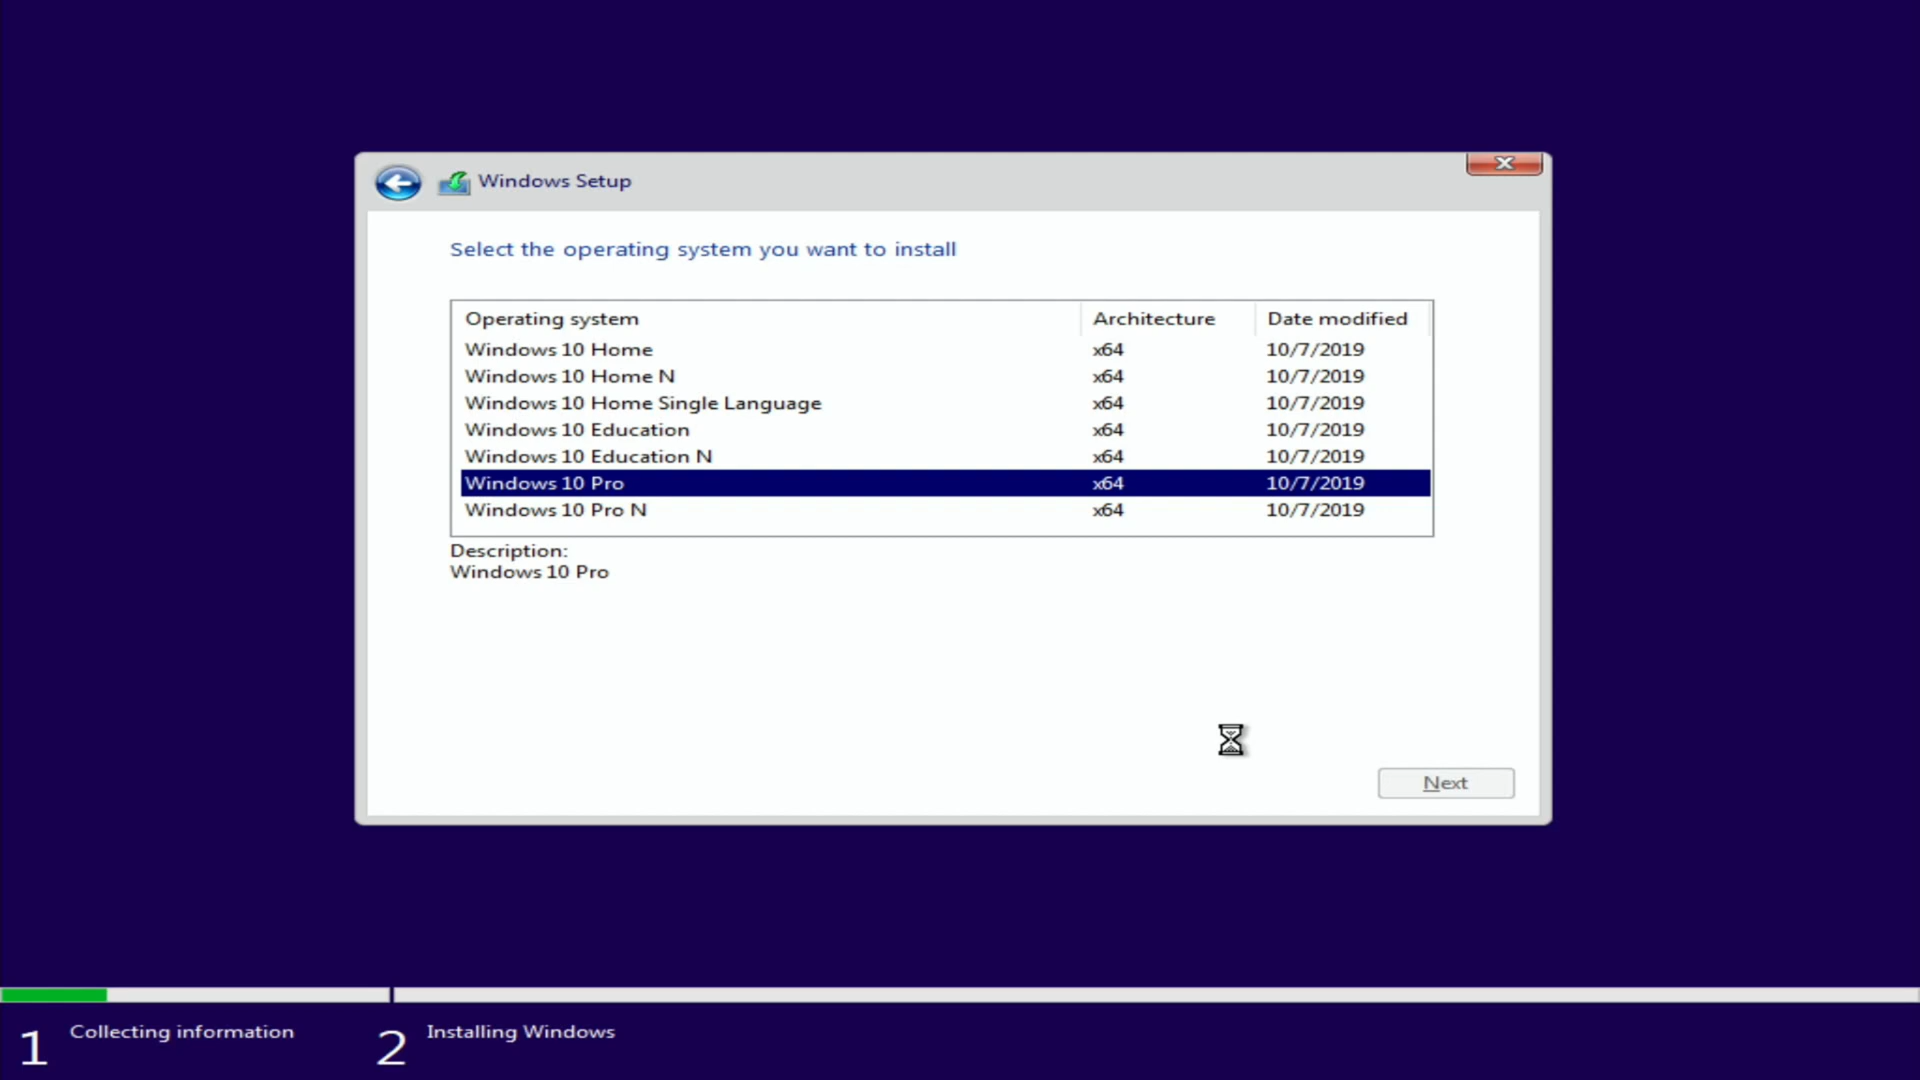 Windows Setup
Select the operating system you want to install
Operating system Architecture Date modified
Windows 10 Home x64 10/7/2019
Windows 10 Home N x64 10/7/2019
Windows 10 Home Single Language x64 10/7/2019
Windows 10 Education x64 10/7/2019
Windows 10 Education N x64 10/7/2019
Windows 10 Pro x64 10/7/2019
Windows 10 Pro N x64 10/7/2019
Description:
Windows 10 Pro
Next
1 Collecting information 2 Installing Windows